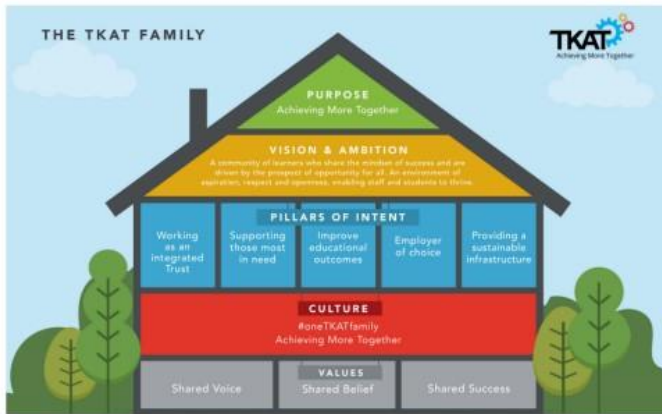 THE TKAT FAMILY
TKAT
Achieving More Together
PURPOSE
Achieving More Together
VISION & AMBITION
A community of learners who share the mindset of success and are
driven by the prospect of opportunity for all. An environment of
aspiration, respect and openness, enabling staff and students to thrive.
PILLARS OF INTENT
Working
as an
Integrated
Trust
Supporting
those most
in need
Improve
educational
outcomes
Employer
of choice
Providing a
sustainable
infrastructure
CULTURE
#oneTKATfamily
Achieving More Together
VALUES
Shared Voice
Shared Belief
Shared Success